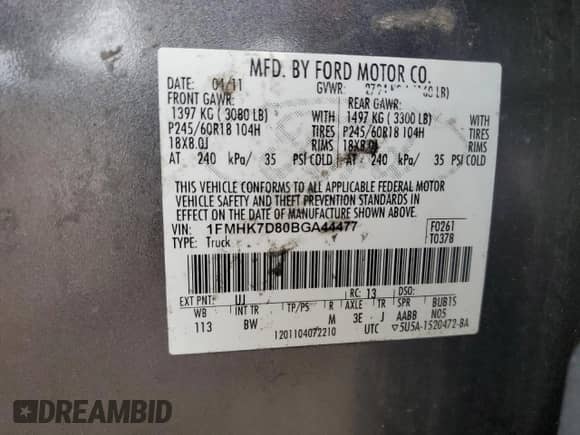 MFD. BY FORD MOTOR CO.
DATE: 04/11 GVWR: LB)
FRONT GAWR: REAR GAWR:
1397 KG ( 3080 LB) 1497 KG ( 3300 LB)
P245/60R18 104H TIRES P245/60R18 104H TIRES
18X8.0J RIMS 18X8.0J RIMS
AT 240 kPa/ 35 PSI COLD AT 240 kPa/ 35 PSI COLD
THIS VEHICLE CONFORMS TO ALL APPLICABLE FEDERAL MOTOR
VEHICLE SAFETY AND THEFT PREVENTION STANDARDS IN
EFFECT ON THE DATE OF MANUFACTURE SHOWN ABOVE.
VIN: 1FMHK7D80BGA44477 F0261
TYPE: Truck T0378
EXT PNT: UJ RC: 13 DSO:
WB INT TR TP/PS R AXLE TR SPR BUBTS
113 BW M 3E J AABB N05
1201104072210 UTC ▽5U5A-1520472-BA
DREAMBID